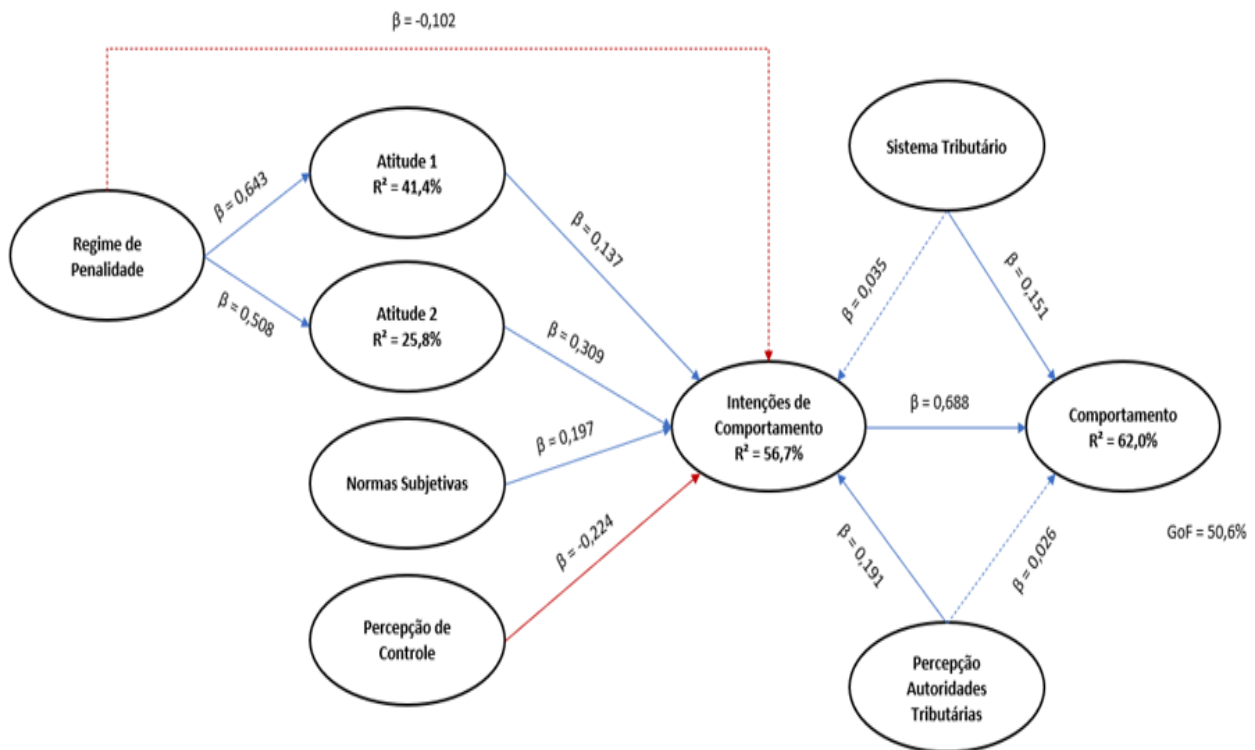 β = -0,102
Sistema Tributário
Atitude 1
R² = 41,4%
β = 0,643
Regime de
Penalidade
β = 0,137
β = 0,508
Atitude 2
R² = 25,8%
β = 0,309
β = 0,035
β = 0,151
Intenções de
Comportamento
R² = 56,7%
β = 0,688
Comportamento
R² = 62,0%
Normas Subjetivas
β = 0,197
β = -0,224
β = 0,191
β = 0,026
GoF = 50,6%
Percepção de
Controle
Percepção
Autoridades
Tributárias